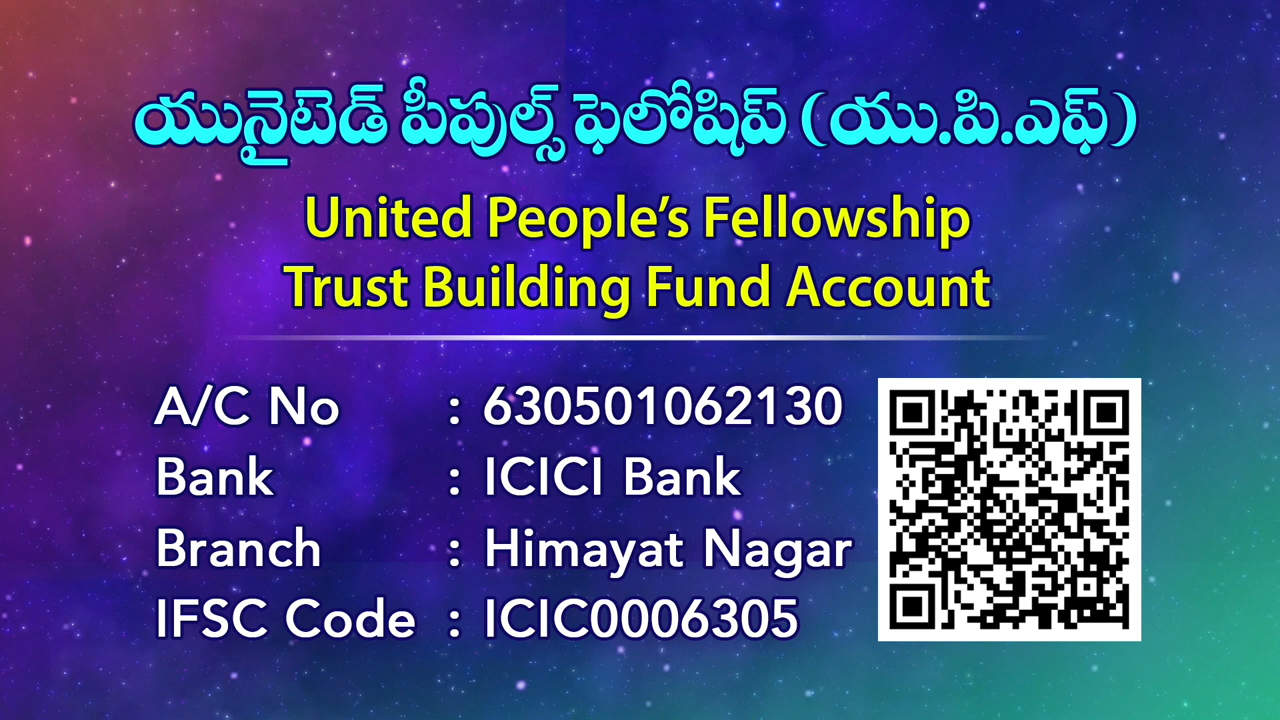 యునైటెడ్ పీపుల్స్ ఫెలోషిప్ (యు.పి.ఎఫ్)
United People’s Fellowship
Trust Building Fund Account
A/C No : 630501062130
Bank : ICICI Bank
Branch : Himayat Nagar
IFSC Code : ICIC0006305